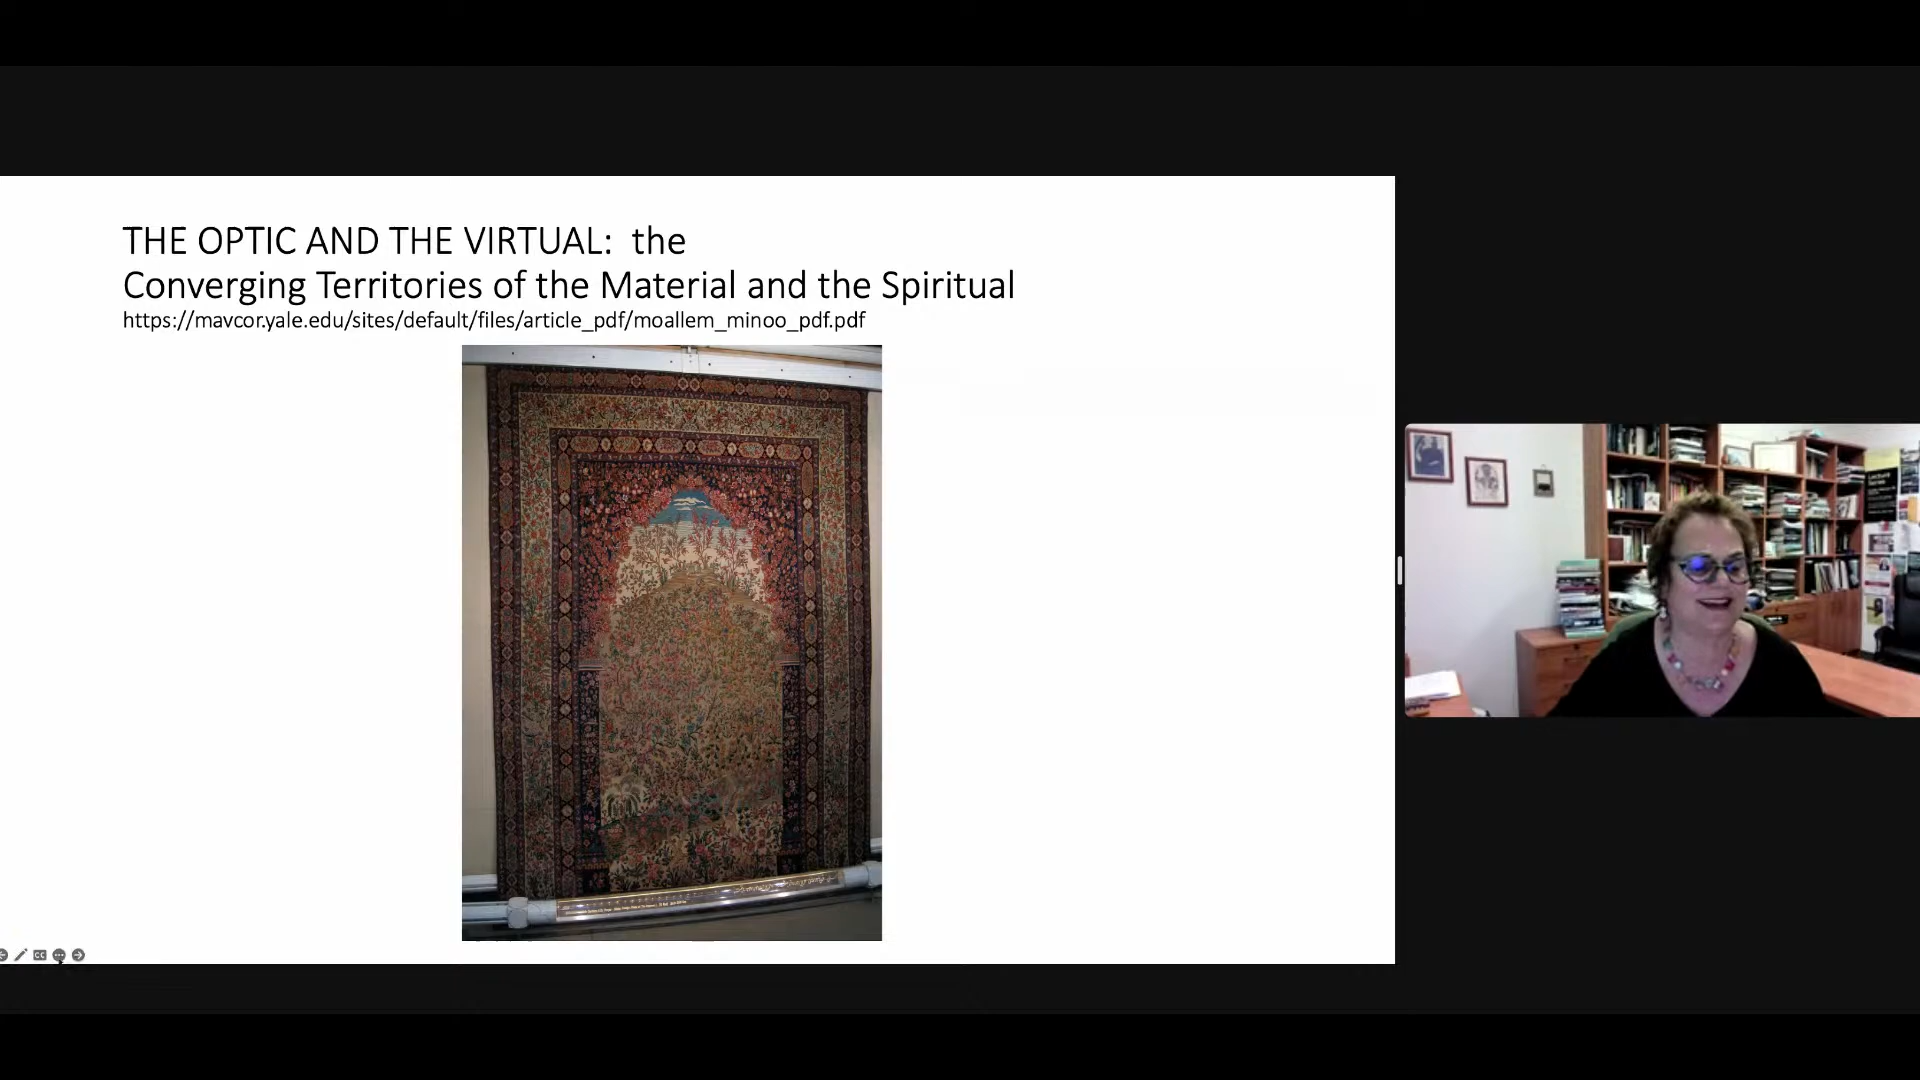 THE OPTIC AND THE VIRTUAL: the
Converging Territories of the Material and the Spiritual
https://mavcor.yale.edu/sites/default/files/article_pdf/moallem_minoo_pdf.pdf